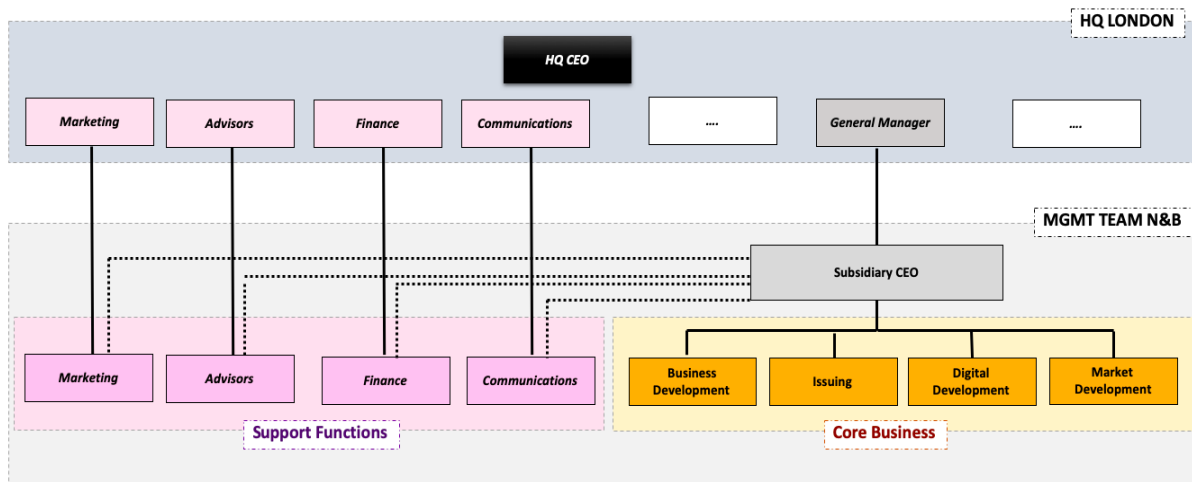 HQ LONDON
HQ CEO
Marketing
Advisors
Finance
Communications
....
General Manager
....
MGMT TEAM N&B
Subsidiary CEO
Marketing
Advisors
Finance
Communications
Business
Development
Issuing
Digital
Development
Market
Development
Support Functions
Core Business